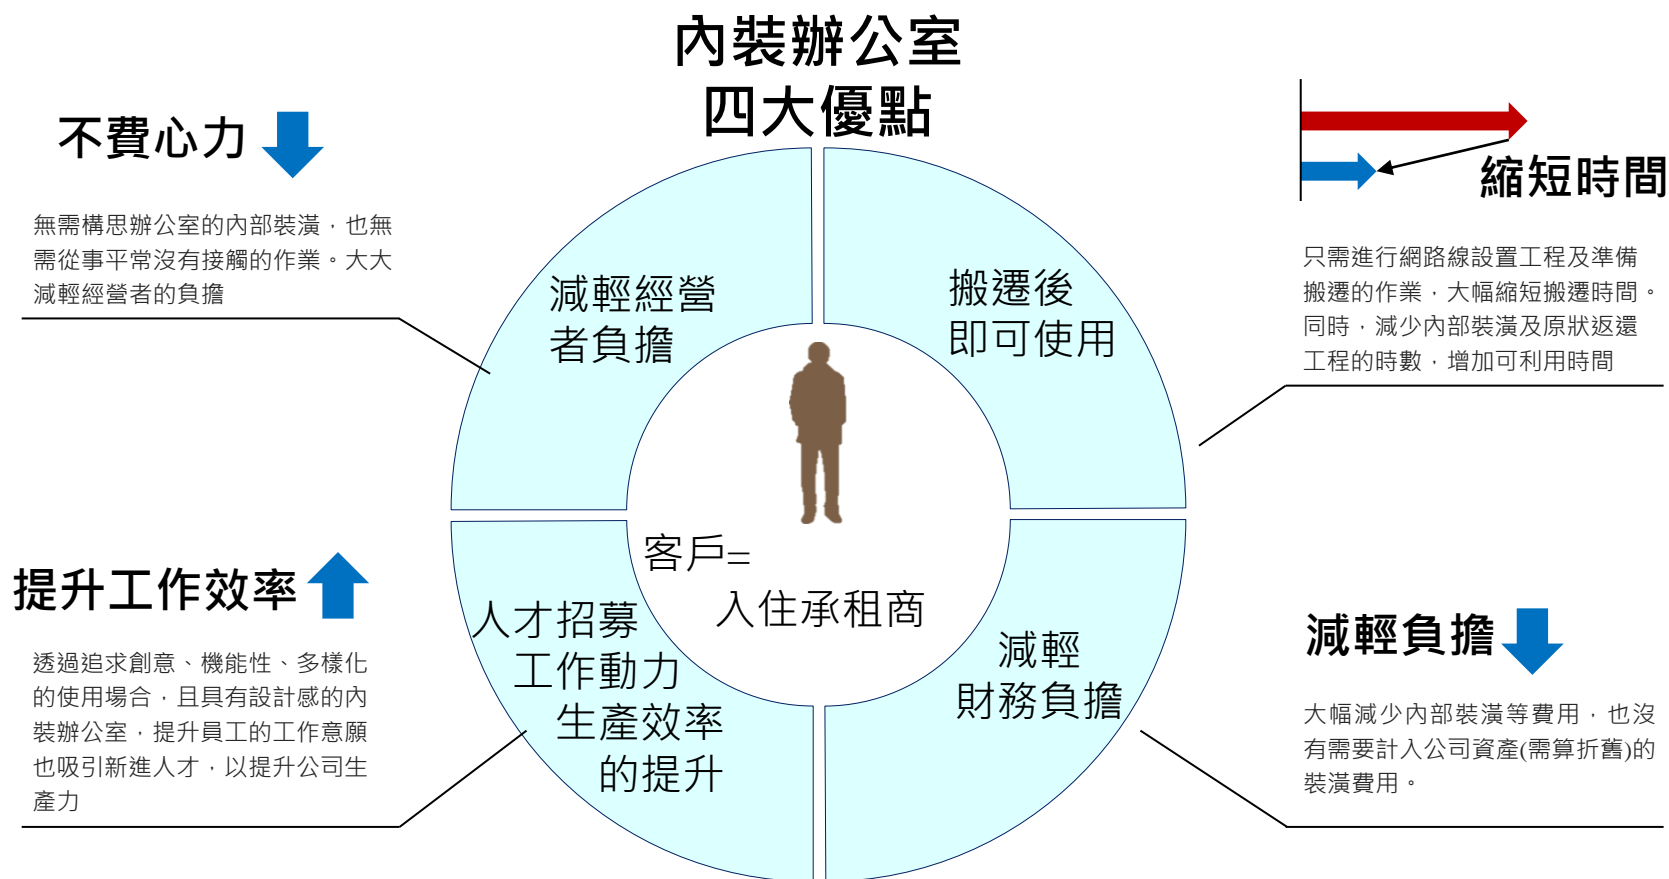 內裝辦公室
四大優點
不費心力
無需構思辦公室的內部裝潢，也無
需從事平常沒有接觸的作業。大大
減輕經營者的負擔
縮短時間
只需進行網路線設置工程及準備
搬遷的作業，大幅縮短搬遷時間。
同時，減少內部裝潢及原狀返還
工程的時數，增加可利用時間
減輕經營
者負擔
搬遷後
即可使用
客戶=
入住承租商
提升工作效率
透過追求創意、機能性、多樣化
的使用場合，且具有設計感的內
裝辦公室，提升員工的工作意願
也吸引新進人才，以提升公司生
產力
人才招募
工作動力
生產效率
的提升
減輕
財務負擔
減輕負擔
大幅減少內部裝潢等費用，也沒
有需要計入公司資產(需算折舊)的
裝潢費用。